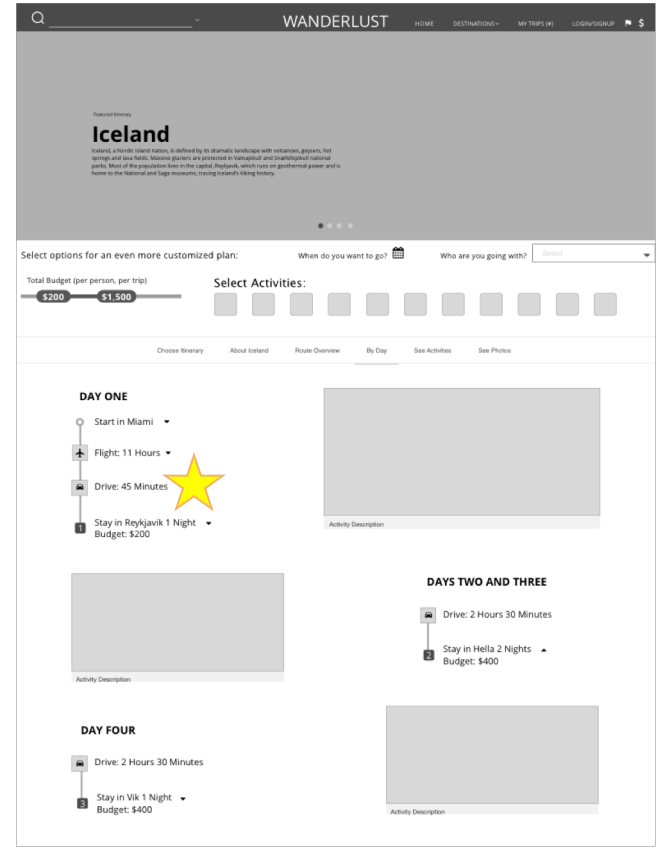 WANDERLUST
HOME
DESTINATIONS
MY TRIPS (#)
LOGIN/SIGNUP
$
Featured Itinerary
Iceland
Iceland, a Nordic island nation, is defined by its dramatic landscape with volcanoes, geysers, hot
springs and lava fields. Massive glaciers are protected in Vatnajökull and Snæfellsjökull national
parks. Most of the population lives in the capital, Reykjavik, which runs on geothermal power and is
home to the National and Saga museums, tracing Iceland's Viking history.
Select options for an even more customized plan:
When do you want to go?
Who are you going with?
Select
Total Budget (per person, per trip)
$200
$1,500
Select Activities:
Choose Itinerary
About Iceland
Route Overview
By Day
See Activities
See Photos
DAY ONE
Start in Miami
Flight: 11 Hours
Drive: 45 Minutes
1
Stay in Reykjavik 1 Night
Budget: $200
Activity Description
Activity Description
DAYS TWO AND THREE
Drive: 2 Hours 30 Minutes
2
Stay in Hella 2 Nights
Budget: $400
DAY FOUR
Drive: 2 Hours 30 Minutes
3
Stay in Vik 1 Night
Budget: $400
Activity Description